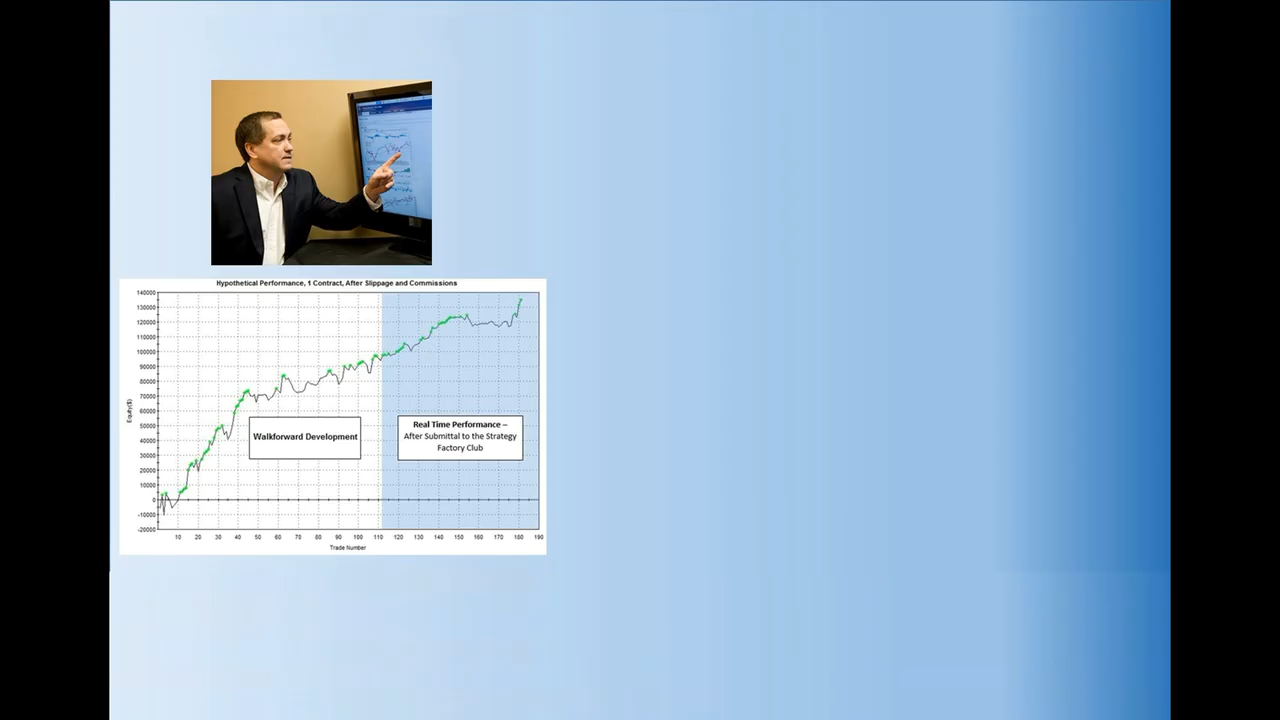 Hypothetical Performance, 1 Contract, After Slippage and Commissions
140000
130000
120000
110000
100000
90000
80000
70000
60000
50000
40000
30000
20000
10000
0
-10000
-20000
Equity($)
Walkforward Development
Real Time Performance –
After Submittal to the Strategy
Factory Club
10 20 30 40 50 60 70 80 90 100 110 120 130 140 150 160 170 180 190
Trade Number